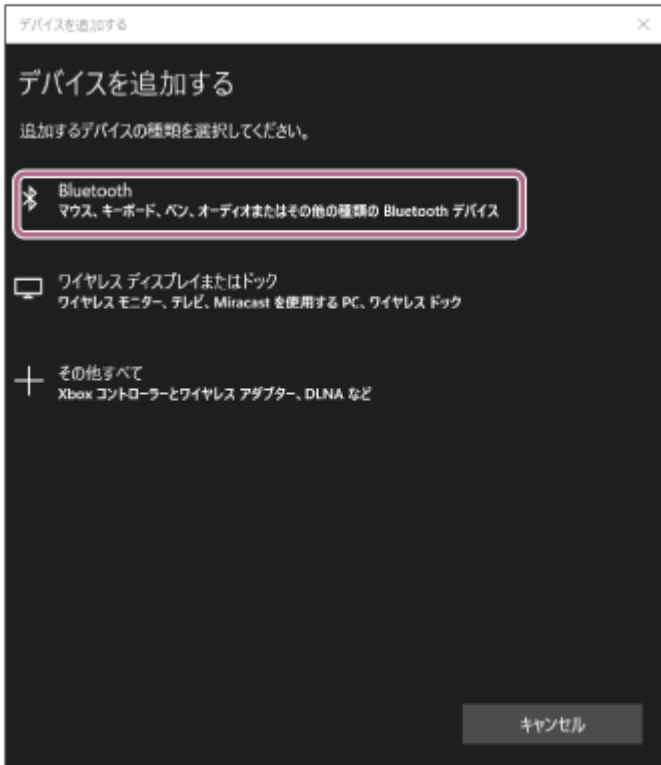 デバイスを追加する
デバイスを追加する
追加するデバイスの種類を選択してください。
Bluetooth
マウス、キーボード、ペン、オーディオまたはその他の種類の Bluetooth デバイス
ワイヤレス ディスプレイまたはドック
ワイヤレス モニター、テレビ、Miracast を使用する PC、ワイヤレス ドック
その他すべて
Xbox コントローラーとワイヤレス アダプター、DLNA など
キャンセル